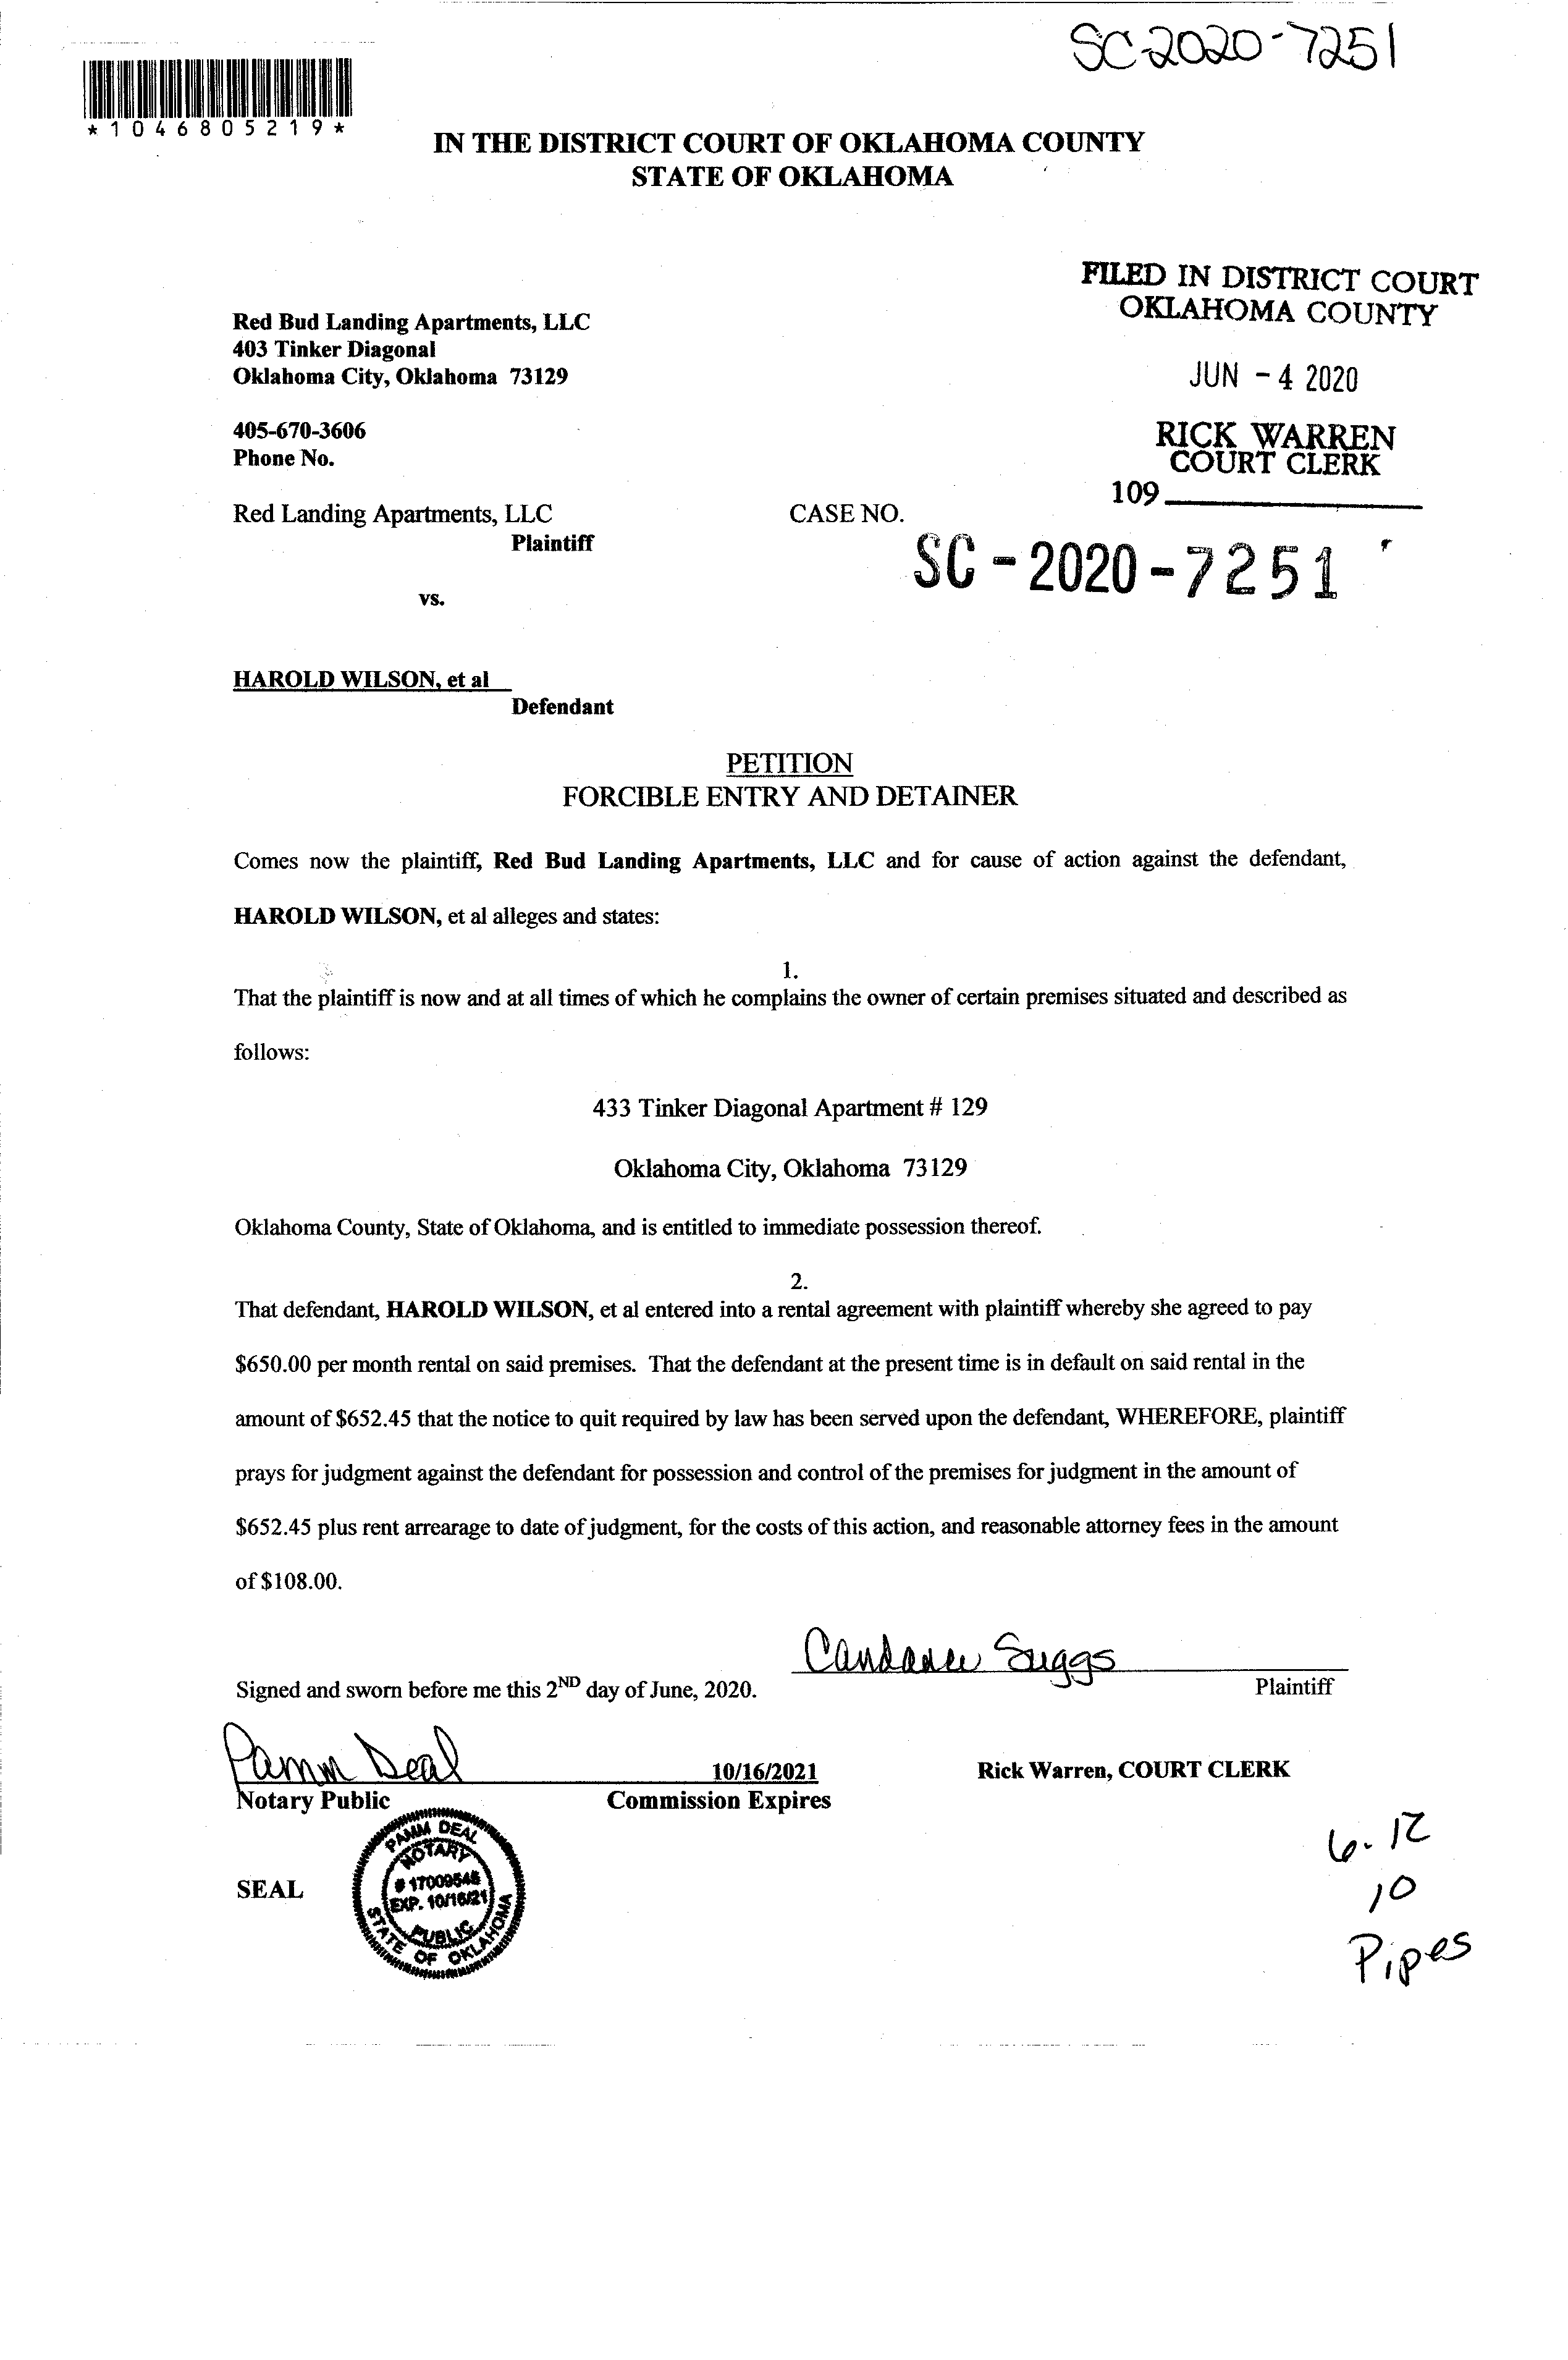 SC-2020-7251
*1046805219*
IN THE DISTRICT COURT OF OKLAHOMA COUNTY
STATE OF OKLAHOMA
FILED IN DISTRICT COURT
OKLAHOMA COUNTY
JUN - 4 2020
RICK WARREN
COURT CLERK
109
Red Bud Landing Apartments, LLC
403 Tinker Diagonal
Oklahoma City, Oklahoma 73129
405-670-3606
Phone No.
Red Landing Apartments, LLC
Plaintiff
CASE NO.
SC-2020-7251
vs.
HAROLD WILSON, et al
Defendant
PETITION
FORCIBLE ENTRY AND DETAINER
Comes now the plaintiff, Red Bud Landing Apartments, LLC and for cause of action against the defendant,
HAROLD WILSON, et al alleges and states:
1.
That the plaintiff is now and at all times of which he complains the owner of certain premises situated and described as
follows:
433 Tinker Diagonal Apartment # 129
Oklahoma City, Oklahoma 73129
Oklahoma County, State of Oklahoma, and is entitled to immediate possession thereof.
2.
That defendant, HAROLD WILSON, et al entered into a rental agreement with plaintiff whereby she agreed to pay
$650.00 per month rental on said premises. That the defendant at the present time is in default on said rental in the
amount of $652.45 that the notice to quit required by law has been served upon the defendant, WHEREFORE, plaintiff
prays for judgment against the defendant for possession and control of the premises for judgment in the amount of
$652.45 plus rent arrearage to date of judgment, for the costs of this action, and reasonable attorney fees in the amount
of $108.00.
Candanee Suggs
Signed and sworn before me this 2ND day of June, 2020.
Plaintiff
Pamm Deal
10/16/2021
Rick Warren, COURT CLERK
Notary Public
Commission Expires
SEAL
PAMM DEAL
NOTARY
# 17009546
EXP. 10/16/21
PUBLIC
STATE OF OKLAHOMA
6-12
10
Pipes